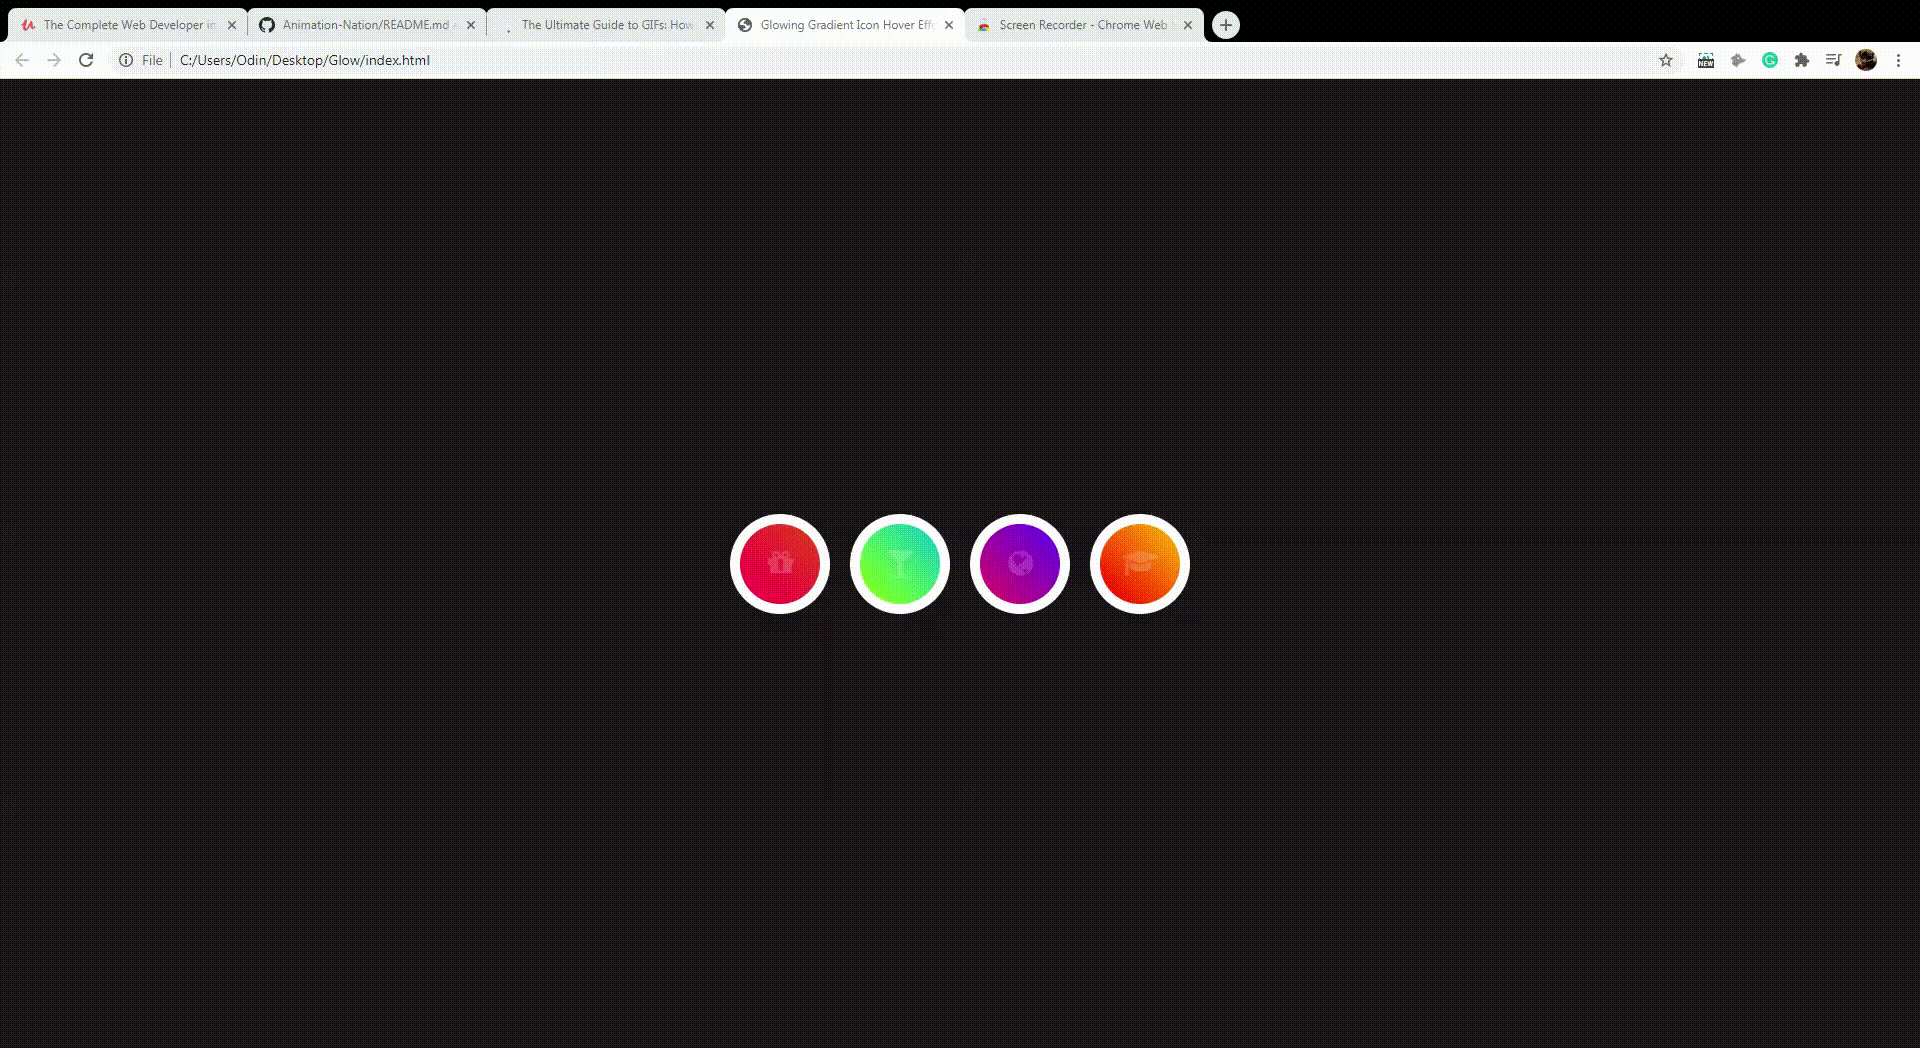 The Complete Web Developer in
Animation-Nation/README.md
The Ultimate Guide to GIFs: How
Glowing Gradient Icon Hover Effe
Screen Recorder - Chrome Web
File
C:/Users/Odin/Desktop/Glow/index.html
NEW